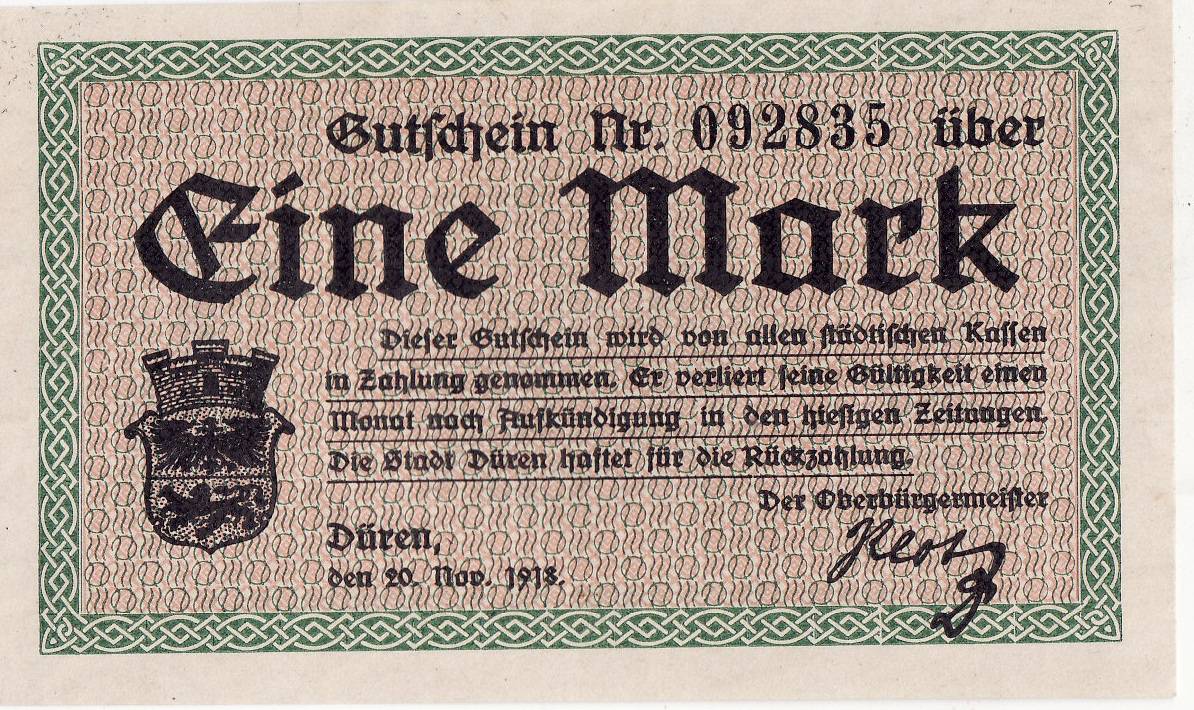 Gutschein Nr. 092835 über
Eine Mark
Dieser Gutschein wird von allen städtischen Kassen
in Zahlung genommen. Er verliert seine Gültigkeit einen
Monat nach Aufkündigung in den hiesigen Zeitungen.
Die Stadt Düren haftet für die Rückzahlung.
Der Oberbürgermeister
Klotz
Düren,
den 20. Nov. 1918.